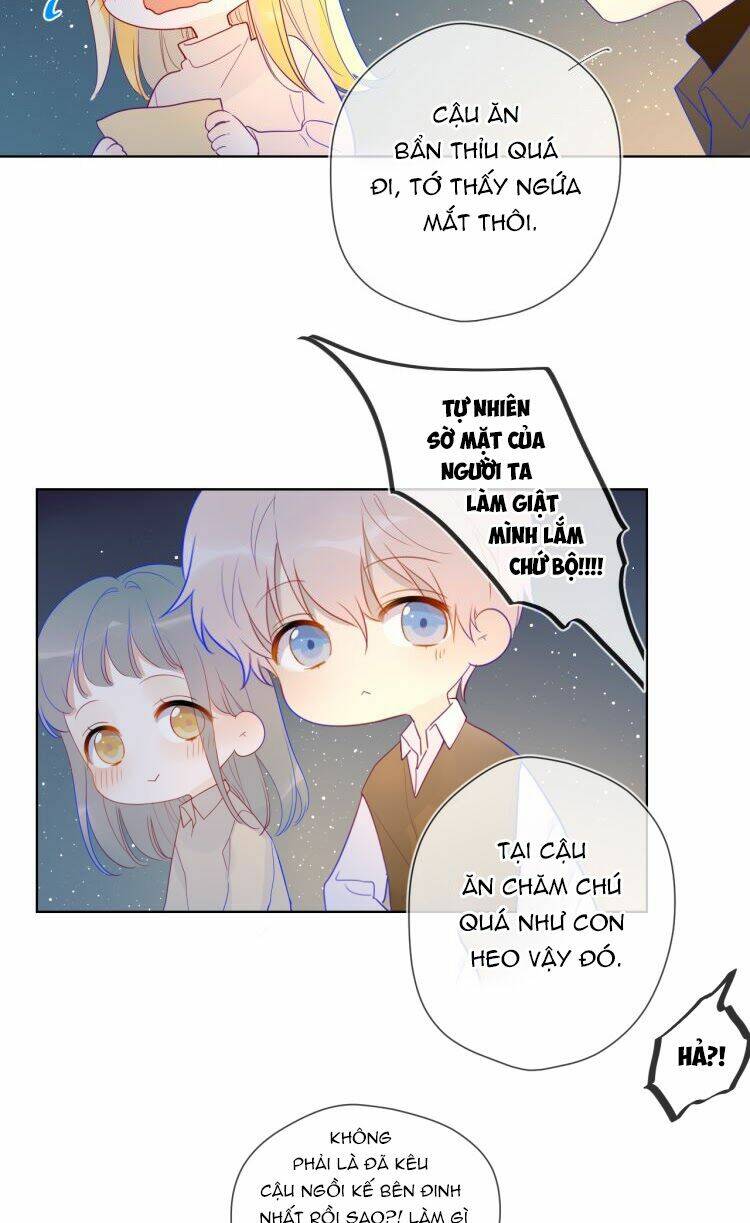 CẬU ĂN
BẨN THỈU QUÁ
ĐI, TỚ THẤY NGỨA
MẮT THÔI.
TỰ NHIÊN
SỜ MẶT CỦA
NGƯỜI TA
LÀM GIẬT
MÌNH LẮM
CHỨ BỘ!!!!
TẠI CẬU
ĂN CHĂM CHÚ
QUÁ NHƯ CON
HEO VẬY ĐÓ.
HẢ?!
KHÔNG
PHẢI LÀ ĐÃ KÊU
CẬU NGỒI KẾ BÊN ĐINH
NHẤT RỒI SAO?! LÀM GÌ